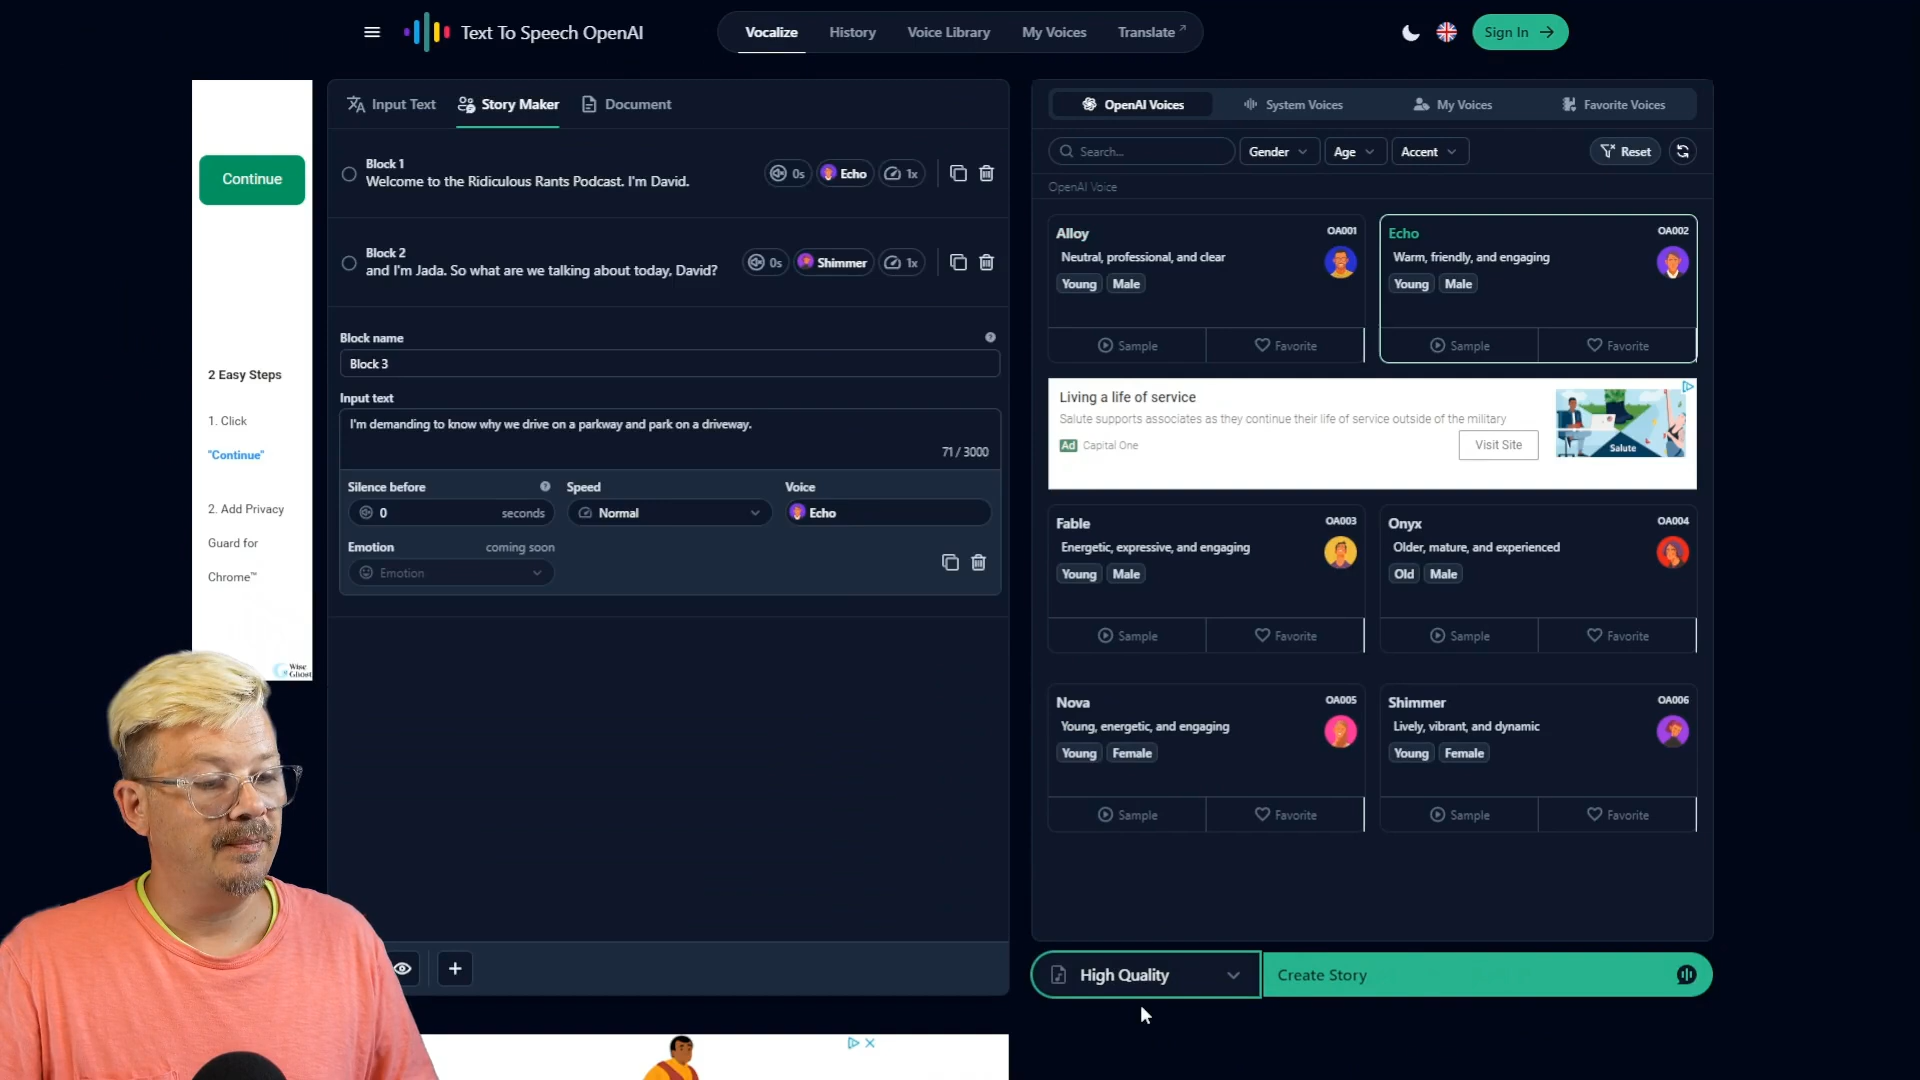 Text To Speech OpenAI
Vocalize
History
Voice Library
My Voices
Translate
Sign In
Continue
2 Easy Steps
1. Click
"Continue"
2. Add Privacy
Guard for
Chrome™
Wise
Ghost
Input Text
Story Maker
Document
Block 1
Welcome to the Ridiculous Rants Podcast. I'm David.
0s
Echo
1x
Block 2
and I'm Jada. So what are we talking about today, David?
0s
Shimmer
1x
Block name
Block 3
Input text
I'm demanding to know why we drive on a parkway and park on a driveway.
71 / 3000
Silence before
Speed
Voice
0
seconds
Normal
Echo
Emotion
coming soon
Emotion
OpenAI Voices
System Voices
My Voices
Favorite Voices
Search...
Gender
Age
Accent
Reset
OpenAI Voice
Alloy
OA001
Neutral, professional, and clear
Young
Male
Sample
Favorite
Echo
OA002
Warm, friendly, and engaging
Young
Male
Sample
Favorite
Living a life of service
Salute supports associates as they continue their life of service outside of the military
Ad
Capital One
Visit Site
Salute
Fable
OA003
Energetic, expressive, and engaging
Young
Male
Sample
Favorite
Onyx
OA004
Older, mature, and experienced
Old
Male
Sample
Favorite
Nova
OA005
Young, energetic, and engaging
Young
Female
Sample
Favorite
Shimmer
OA006
Lively, vibrant, and dynamic
Young
Female
Sample
Favorite
High Quality
Create Story